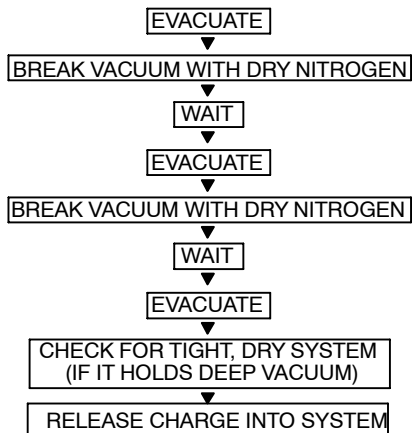 EVACUATE
BREAK VACUUM WITH DRY NITROGEN
WAIT
EVACUATE
BREAK VACUUM WITH DRY NITROGEN
WAIT
EVACUATE
CHECK FOR TIGHT, DRY SYSTEM
(IF IT HOLDS DEEP VACUUM)
RELEASE CHARGE INTO SYSTEM